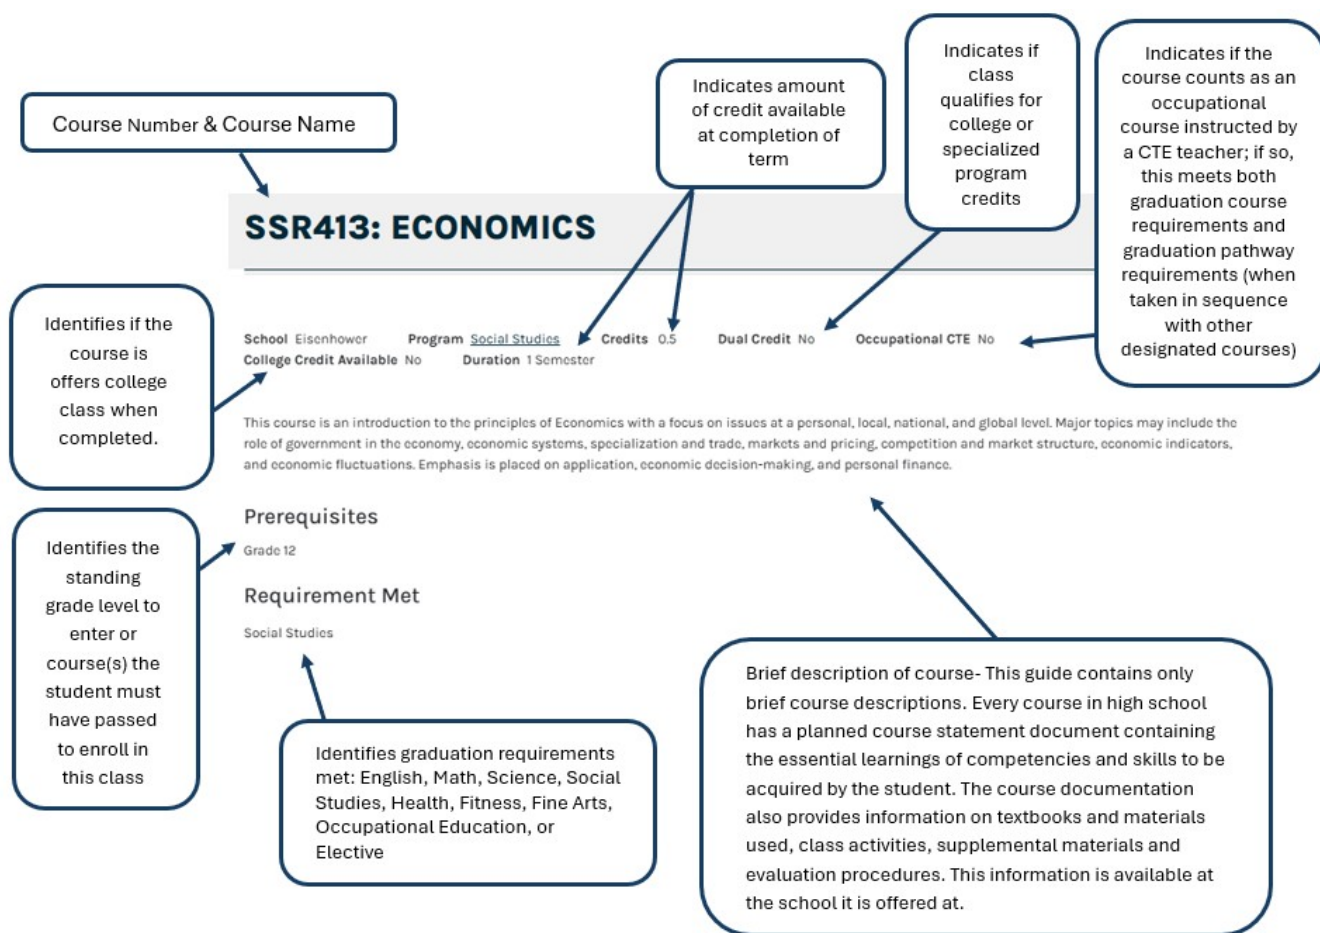 Course Number & Course Name
Indicates amount
of credit available
at completion of
term
Indicates if
class
qualifies for
college or
specialized
program
credits
Indicates if the
course counts as an
occupational
course instructed by
a CTE teacher; if so,
this meets both
graduation course
requirements and
graduation pathway
requirements (when
taken in sequence
with other
designated courses)
SSR413: ECONOMICS
Identifies if the
course is
offers college
class when
completed.
School Eisenhower Program Social Studies Credits 0.5 Dual Credit No Occupational CTE No
College Credit Available No Duration 1 Semester
This course is an introduction to the principles of Economics with a focus on issues at a personal, local, national, and global level. Major topics may include the
role of government in the economy, economic systems, specialization and trade, markets and pricing, competition and market structure, economic indicators,
and economic fluctuations. Emphasis is placed on application, economic decision-making, and personal finance.
Identifies the
standing
grade level to
enter or
course(s) the
student must
have passed
to enroll in
this class
Prerequisites
Grade 12
Requirement Met
Social Studies
Identifies graduation requirements
met: English, Math, Science, Social
Studies, Health, Fitness, Fine Arts,
Occupational Education, or
Elective
Brief description of course- This guide contains only
brief course descriptions. Every course in high school
has a planned course statement document containing
the essential learnings of competencies and skills to be
acquired by the student. The course documentation
also provides information on textbooks and materials
used, class activities, supplemental materials and
evaluation procedures. This information is available at
the school it is offered at.